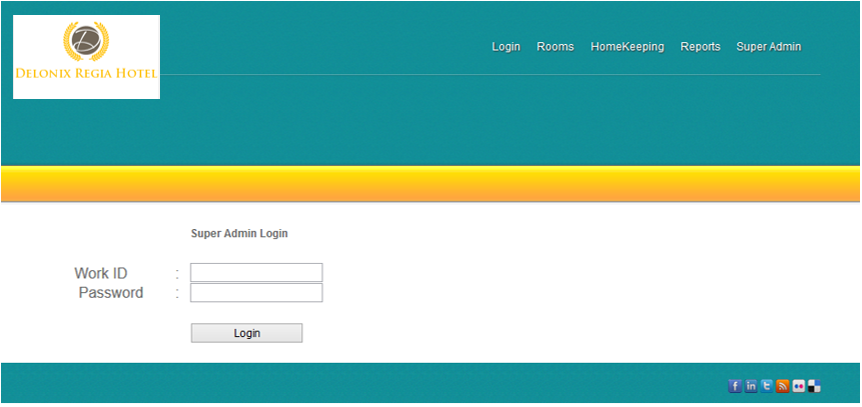 DELONIX REGIA HOTEL
Login Rooms HomeKeeping Reports Super Admin
Super Admin Login
Work ID :
Password :
Login